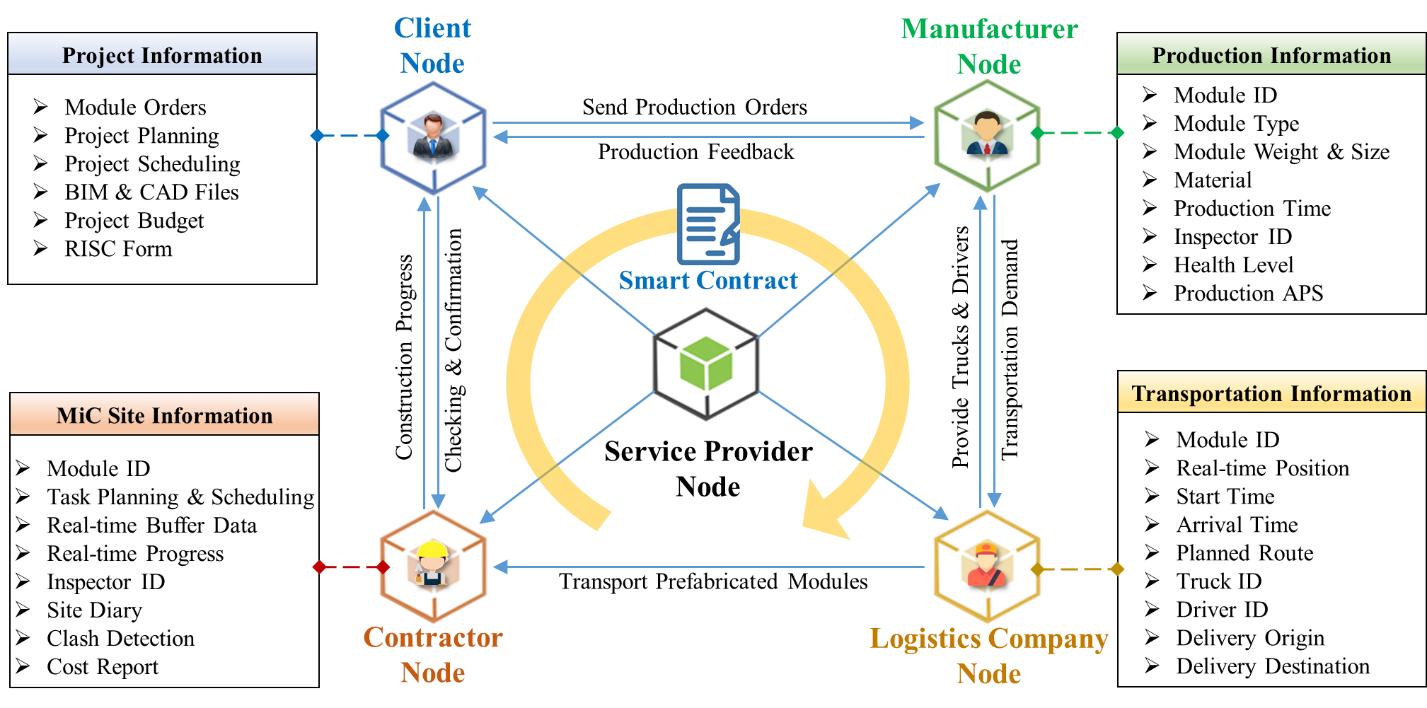 Client
Node
Manufacturer
Node
Project Information
Module Orders
Project Planning
Project Scheduling
BIM & CAD Files
Project Budget
RISC Form
Send Production Orders
Production Feedback
Production Information
Module ID
Module Type
Module Weight & Size
Material
Production Time
Inspector ID
Health Level
Production APS
Smart Contract
Construction Progress
Checking & Confirmation
Provide Trucks & Drivers
Transportation Demand
Service Provider
Node
MiC Site Information
Module ID
Task Planning & Scheduling
Real-time Buffer Data
Real-time Progress
Inspector ID
Site Diary
Clash Detection
Cost Report
Transportation Information
Module ID
Real-time Position
Start Time
Arrival Time
Planned Route
Truck ID
Driver ID
Delivery Origin
Delivery Destination
Transport Prefabricated Modules
Contractor
Node
Logistics Company
Node